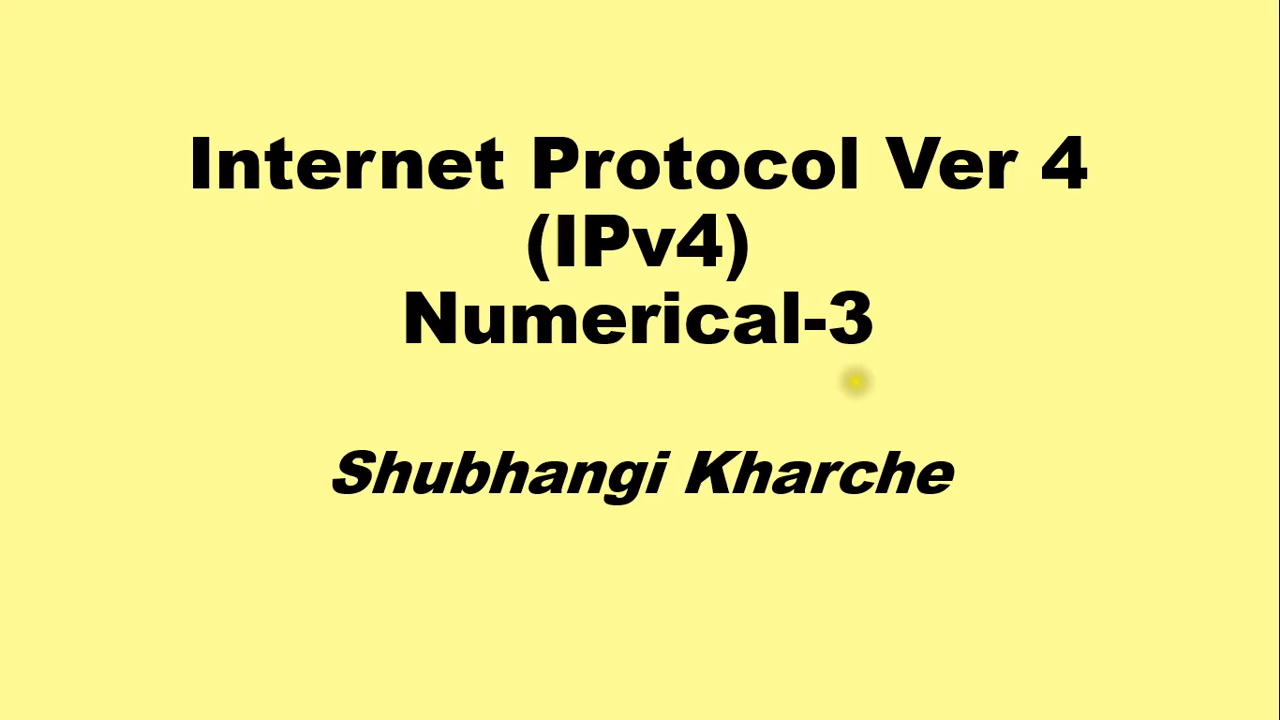 Internet Protocol Ver 4
(IPv4)
Numerical-3
Shubhangi Kharche